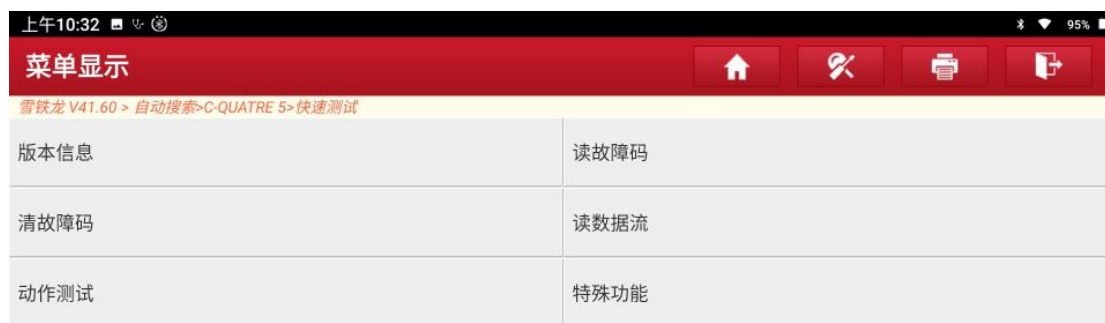 上午10:32 95%
菜单显示
雪铁龙 V41.60 > 自动搜索>C-QUATRE 5>快速测试
版本信息 读故障码
清故障码 读数据流
动作测试 特殊功能